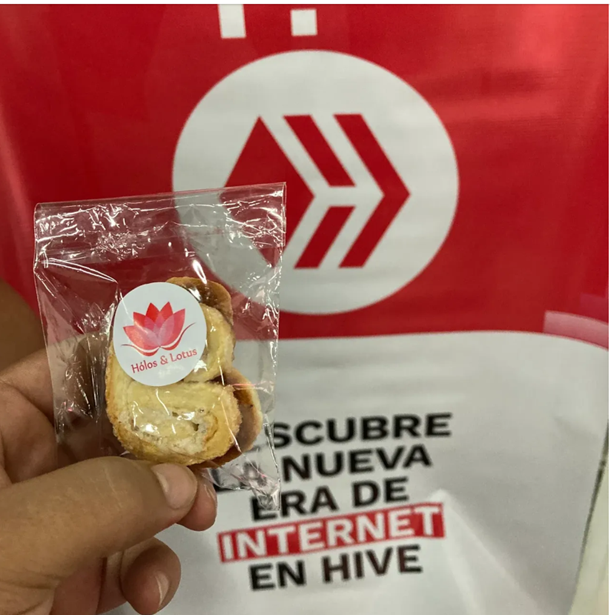 Hólos & Lotus
SCUBRE
NUEVA
ERA DE
INTERNET
EN HIVE